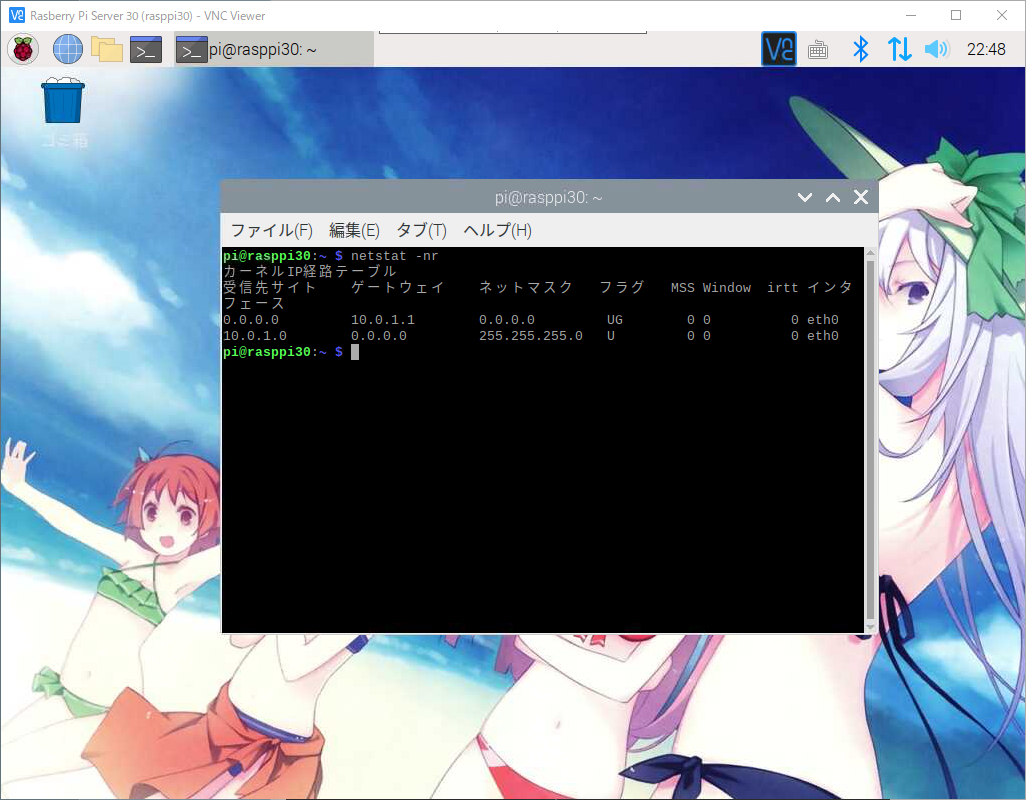 Rasberry Pi Server 30 (rasppi30) - VNC Viewer
pi@rasppi30: ~
22:48
ゴミ箱
pi@rasppi30: ~
ファイル(F) 編集(E) タブ(T) ヘルプ(H)
pi@rasppi30:~ $ netstat -nr
カーネルIP経路テーブル
受信先サイト ゲートウェイ ネットマスク フラグ MSS Window irtt インタ
フェース
0.0.0.0 10.0.1.1 0.0.0.0 UG 0 0 0 eth0
10.0.1.0 0.0.0.0 255.255.255.0 U 0 0 0 eth0
pi@rasppi30:~ $